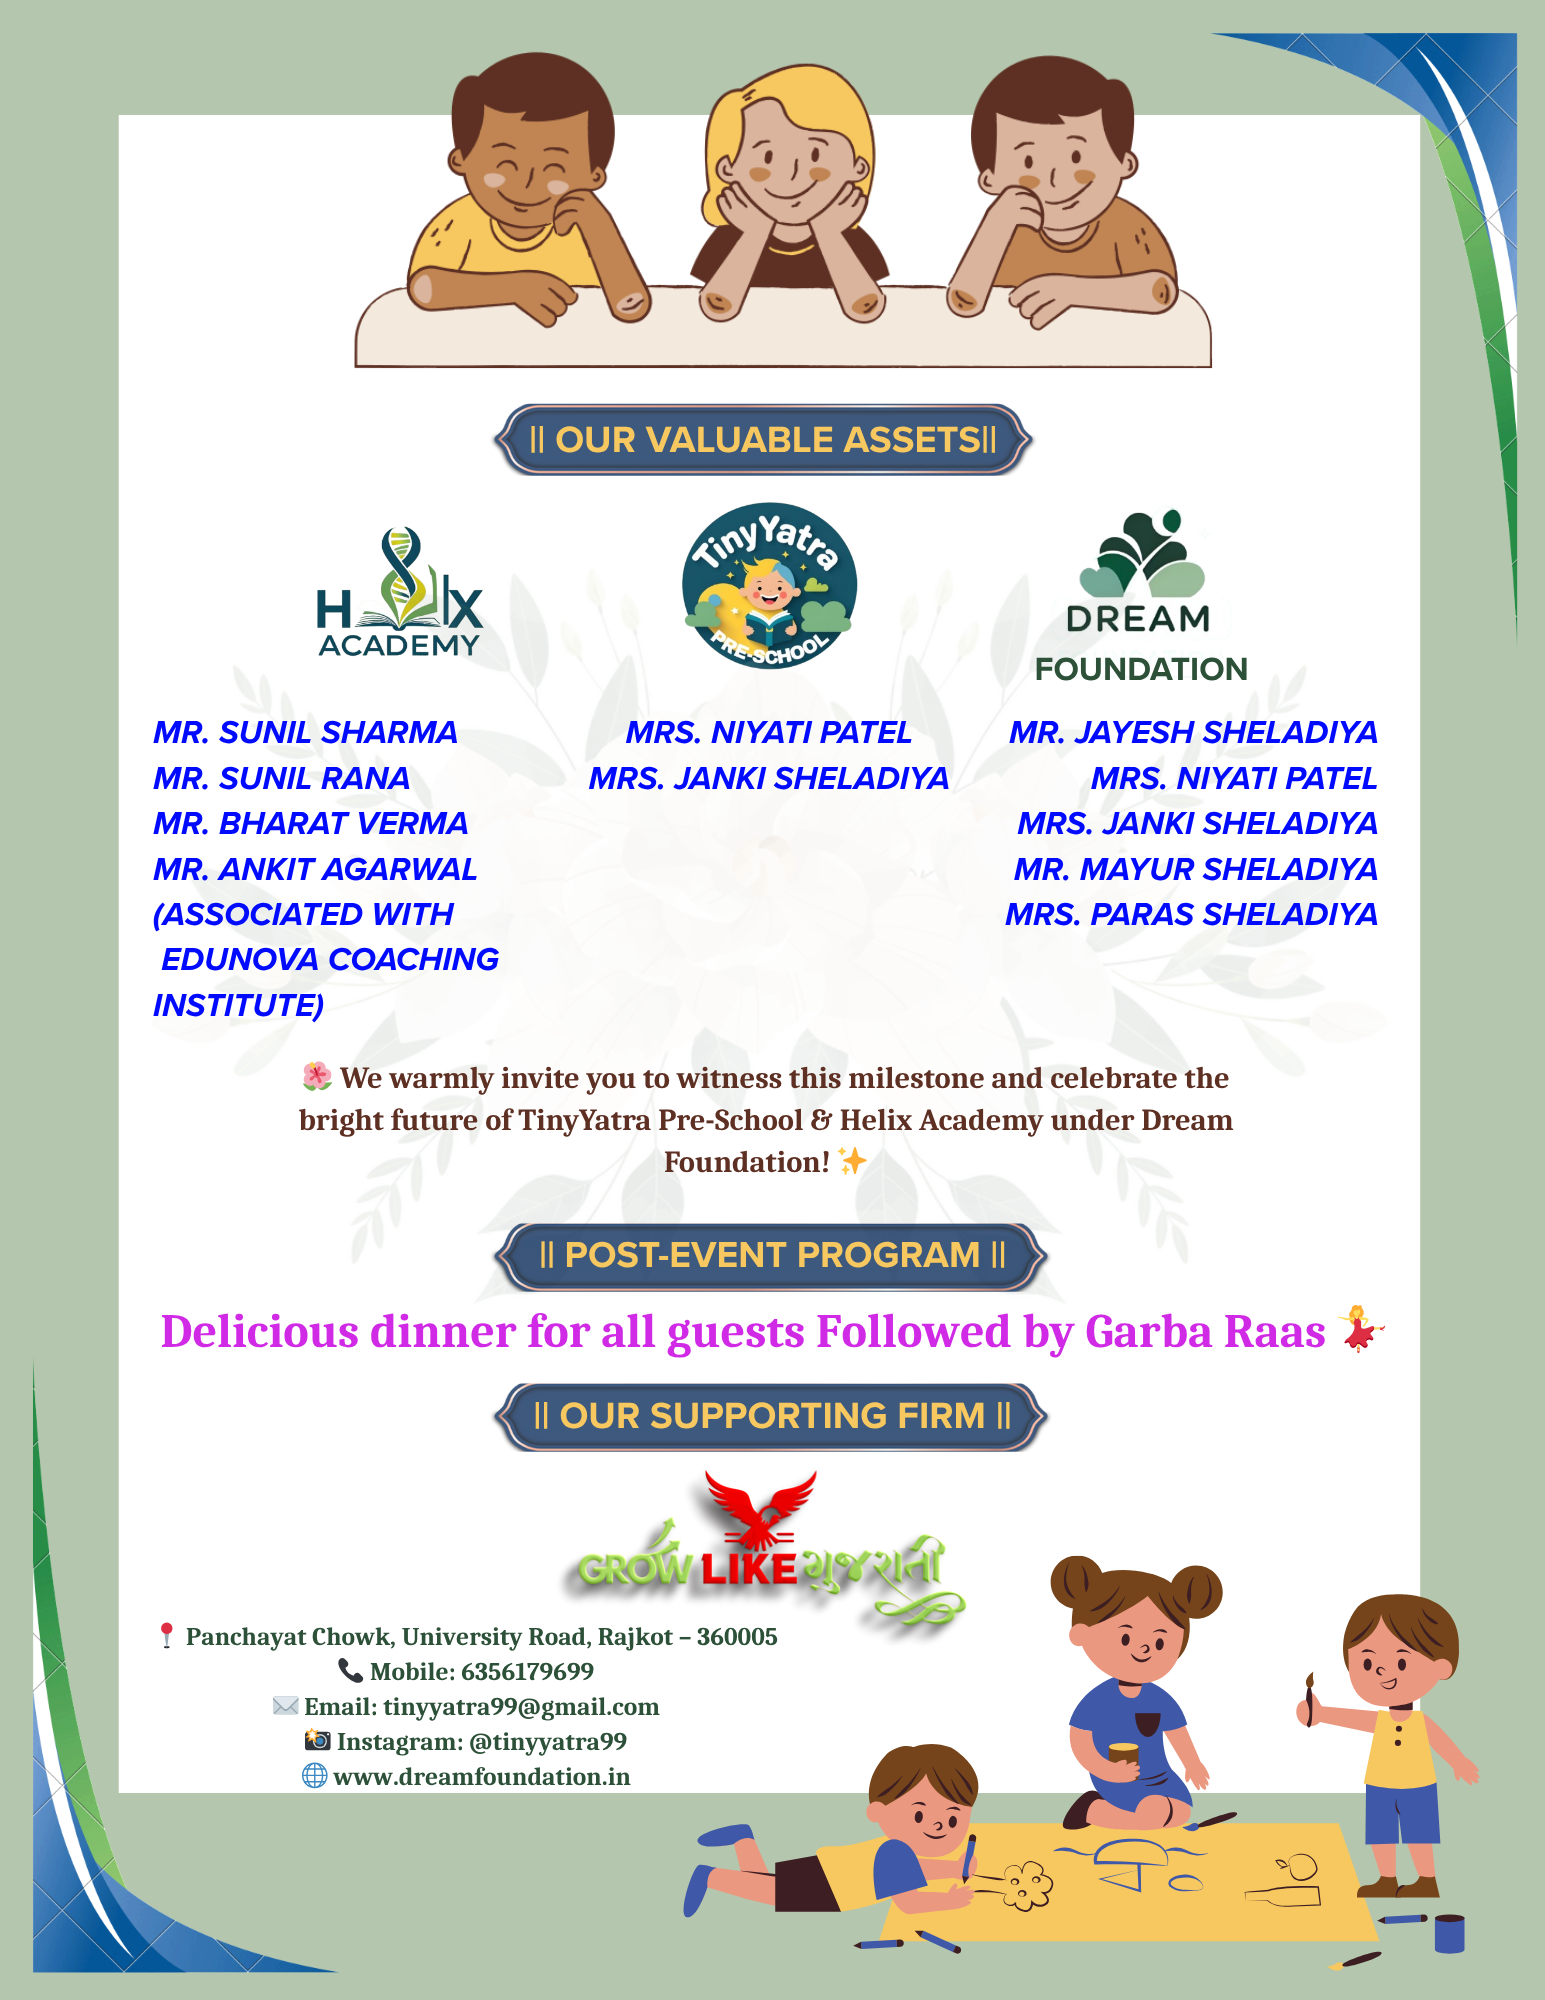 || OUR VALUABLE ASSETS||
HELIX
ACADEMY
TinyYatra
PRE-SCHOOL
DREAM
FOUNDATION
MR. SUNIL SHARMA
MR. SUNIL RANA
MR. BHARAT VERMA
MR. ANKIT AGARWAL
(ASSOCIATED WITH
EDUNOVA COACHING
INSTITUTE)
MRS. NIYATI PATEL
MRS. JANKI SHELADIYA
MR. JAYESH SHELADIYA
MRS. NIYATI PATEL
MRS. JANKI SHELADIYA
MR. MAYUR SHELADIYA
MRS. PARAS SHELADIYA
🌺 We warmly invite you to witness this milestone and celebrate the
bright future of TinyYatra Pre-School & Helix Academy under Dream
Foundation! ✨
|| POST-EVENT PROGRAM ||
Delicious dinner for all guests Followed by Garba Raas 💃
|| OUR SUPPORTING FIRM ||
GROW LIKE ગુજરાતી
📍 Panchayat Chowk, University Road, Rajkot – 360005
📞 Mobile: 6356179699
✉️ Email: tinyyatra99@gmail.com
📸 Instagram: @tinyyatra99
🌐 www.dreamfoundation.in